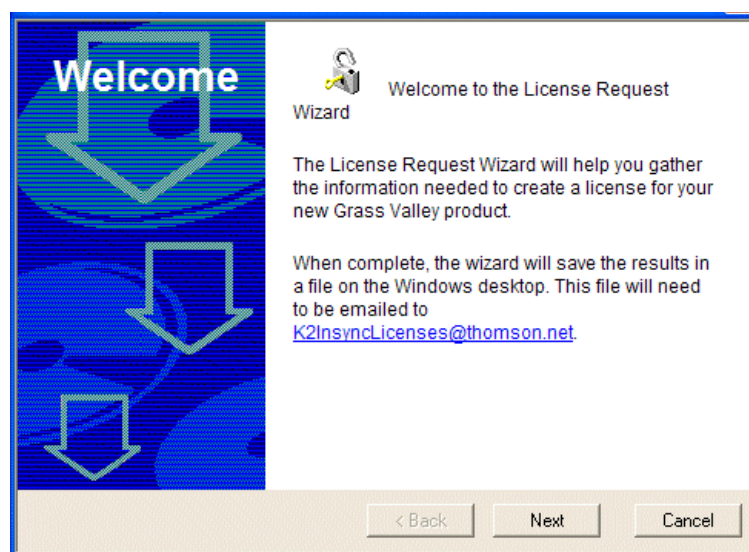 Welcome
Welcome to the License Request
Wizard
The License Request Wizard will help you gather
the information needed to create a license for your
new Grass Valley product.
When complete, the wizard will save the results in
a file on the Windows desktop. This file will need
to be emailed to
K2InsyncLicenses@thomson.net.
< Back
Next
Cancel